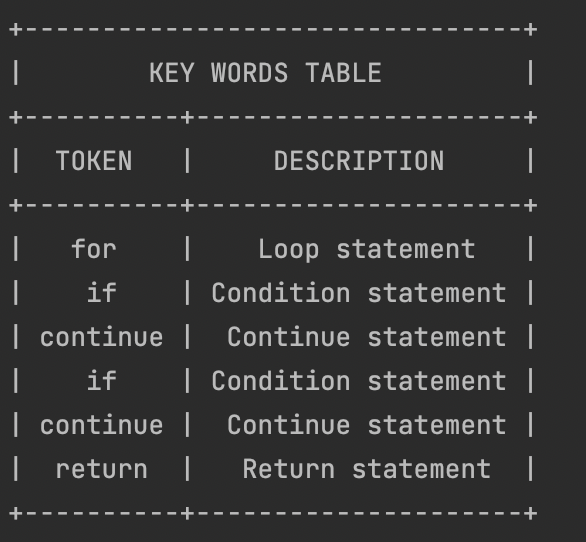 +--------------------------------+
|        KEY WORDS TABLE         |
+----------+---------------------+
|  TOKEN   |     DESCRIPTION     |
+----------+---------------------+
|   for    |    Loop statement   |
|    if    | Condition statement |
| continue |  Continue statement |
|    if    | Condition statement |
| continue |  Continue statement |
|  return  |   Return statement  |
+----------+---------------------+